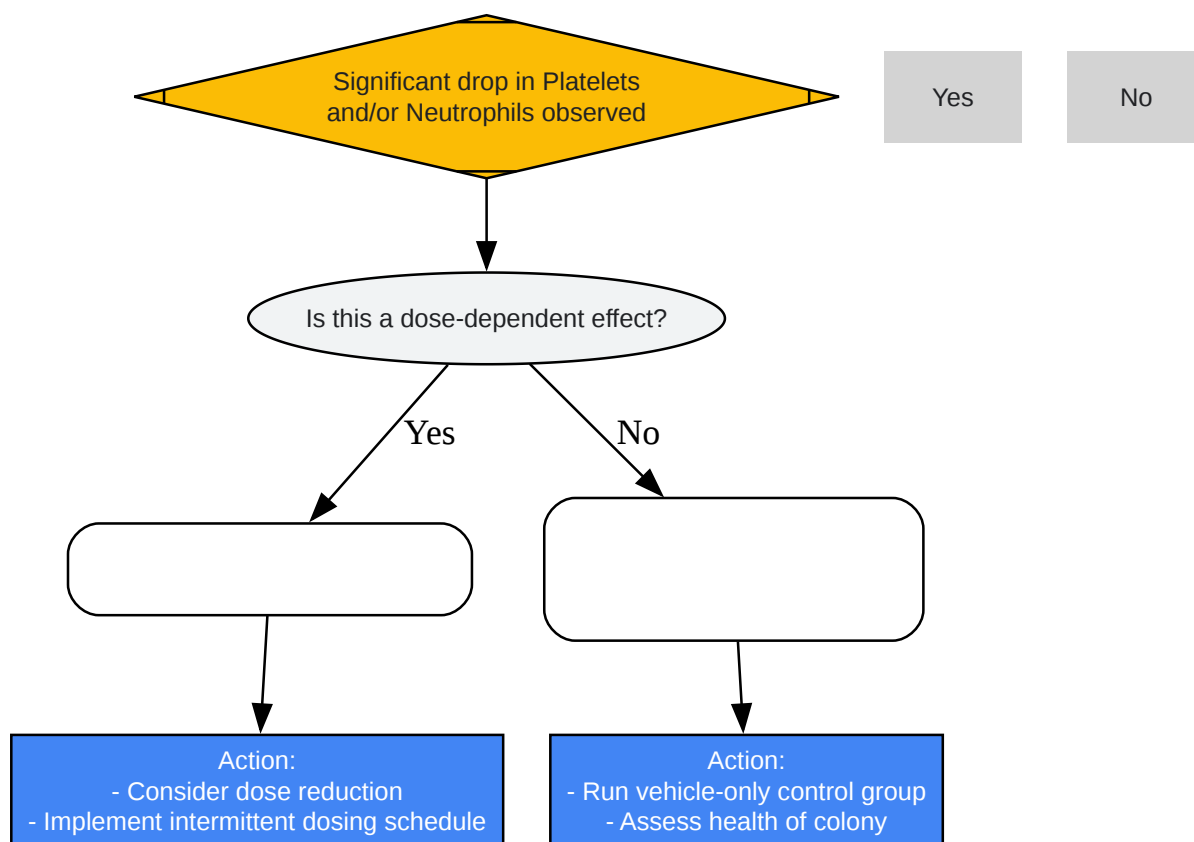 Significant drop in Platelets
and/or Neutrophils observed
Yes
No
Is this a dose-dependent effect?
Yes
No
Action:
- Consider dose reduction
- Implement intermittent dosing schedule
Action:
- Run vehicle-only control group
- Assess health of colony